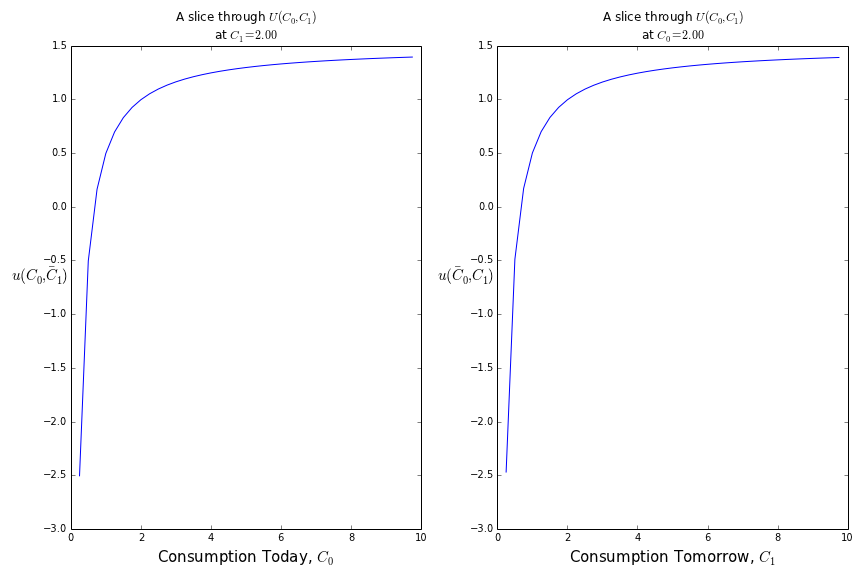 A slice through U(C₀,C₁)
at C₁=2.00
1.5
1.0
0.5
0.0
−0.5
u(C₀,C̄₁)
−1.0
−1.5
−2.0
−2.5
−3.0
0 2 4 6 8 10
Consumption Today, C₀
A slice through U(C₀,C₁)
at C₀=2.00
1.5
1.0
0.5
0.0
−0.5
u(C̄₀,C₁)
−1.0
−1.5
−2.0
−2.5
−3.0
0 2 4 6 8 10
Consumption Tomorrow, C₁